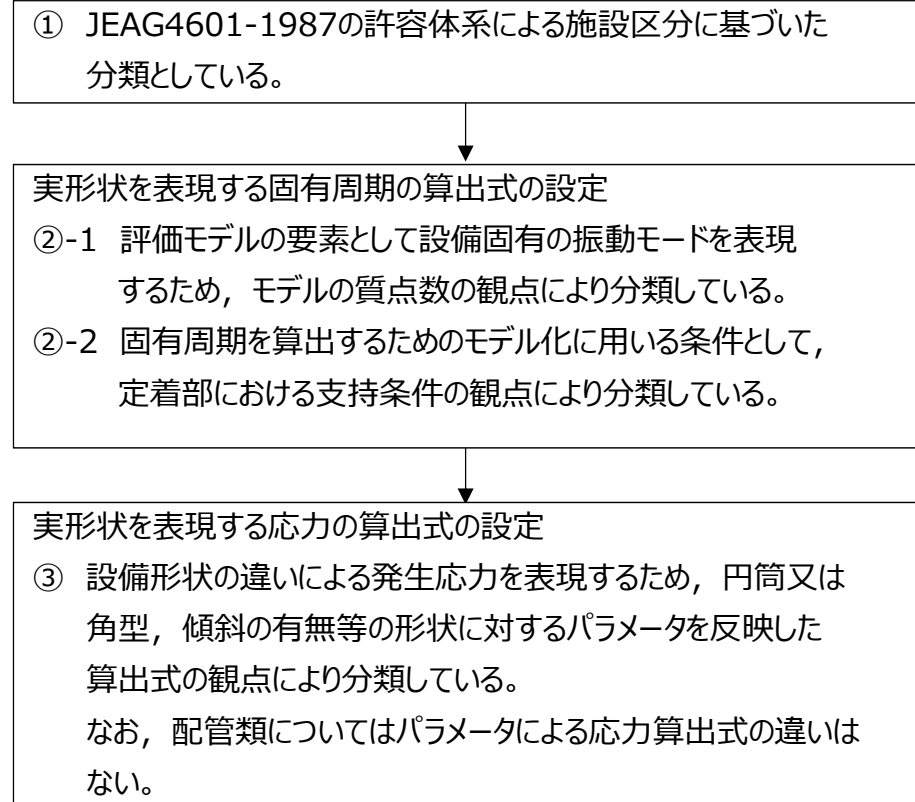 ① JEAG4601-1987の許容体系による施設区分に基づいた
分類としている。
実形状を表現する固有周期の算出式の設定
②-1 評価モデルの要素として設備固有の振動モードを表現
するため，モデルの質点数の観点により分類している。
②-2 固有周期を算出するためのモデル化に用いる条件として，
定着部における支持条件の観点により分類している。
実形状を表現する応力の算出式の設定
③ 設備形状の違いによる発生応力を表現するため，円筒又は
角型，傾斜の有無等の形状に対するパラメータを反映した
算出式の観点により分類している。
なお，配管類についてはパラメータによる応力算出式の違いは
ない。